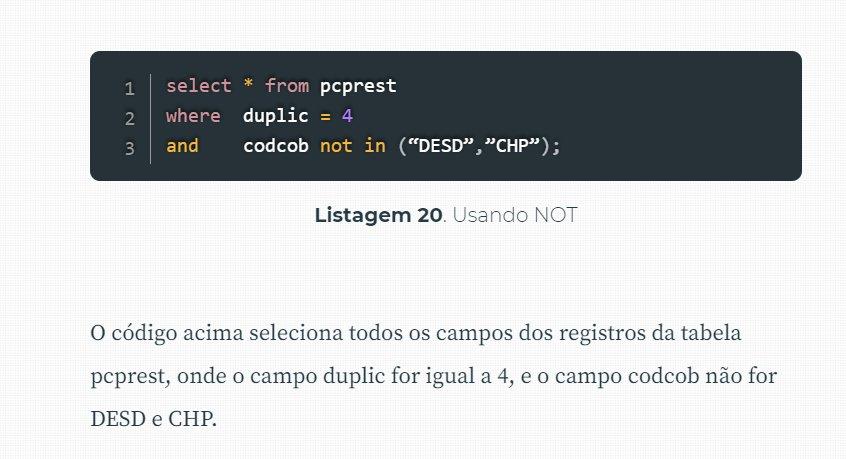 1 select * from pcprest
2 where  duplic = 4
3 and    codcob not in (“DESD”,”CHP”);
Listagem 20. Usando NOT
O código acima seleciona todos os campos dos registros da tabela
pcprest, onde o campo duplic for igual a 4, e o campo codcob não for
DESD e CHP.